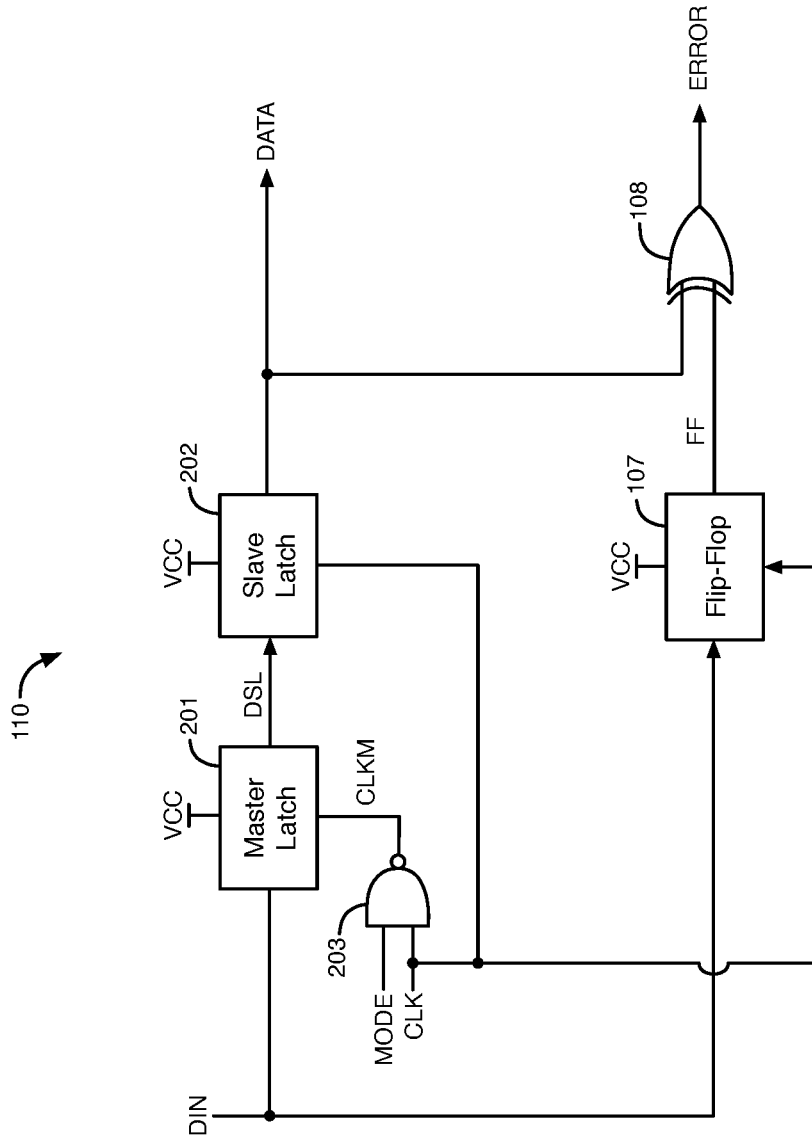 110
DATA
202
VCC
Slave
Latch
DSL
201
VCC
Master
Latch
CLKM
203
MODE
CLK
DIN
ERROR
108
FF
107
VCC
Flip-Flop